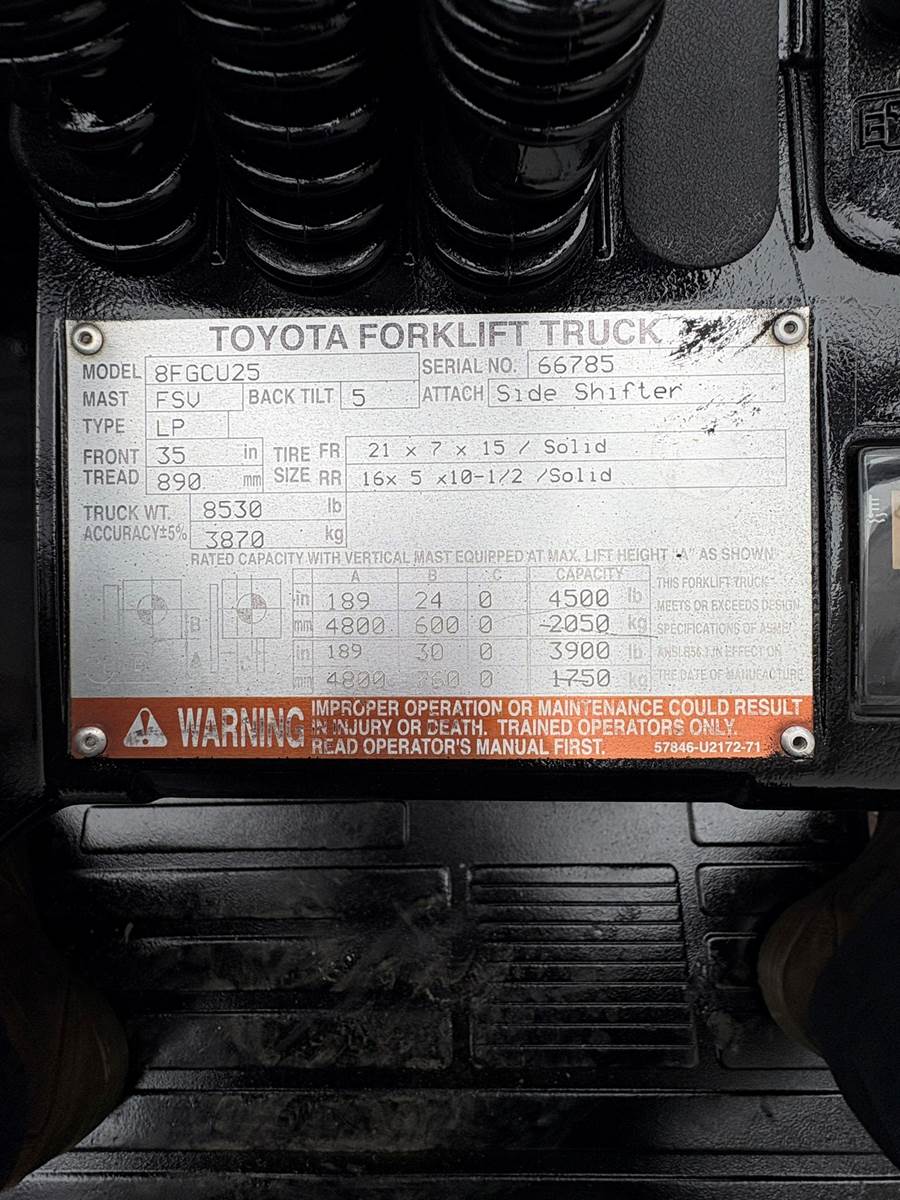 TOYOTA FORKLIFT TRUCK
MODEL 8FGCU25 SERIAL NO. 66785
MAST FSV BACK TILT 5 ATTACH Side Shifter
TYPE LP
FRONT TREAD 35 in TIRE SIZE FR 21 x 7 x 15 / Solid
890 mm RR 16x 5 x10-1/2 /Solid
TRUCK WT. 8530 lb
ACCURACY±5% 3870 kg
RATED CAPACITY WITH VERTICAL MAST EQUIPPED AT MAX. LIFT HEIGHT "A" AS SHOWN
A B C CAPACITY
in 189 24 0 4500 lb
mm 4800 600 0 2050 kg
in 189 30 0 3900 lb
mm 4800 760 0 1750 kg
B
A
C
THIS FORKLIFT TRUCK
MEETS OR EXCEEDS DESIGN
SPECIFICATIONS OF ASME/
ANSI B56.1 IN EFFECT ON
THE DATE OF MANUFACTURE
WARNING
IMPROPER OPERATION OR MAINTENANCE COULD RESULT
IN INJURY OR DEATH. TRAINED OPERATORS ONLY.
READ OPERATOR'S MANUAL FIRST. 57846-U2172-71